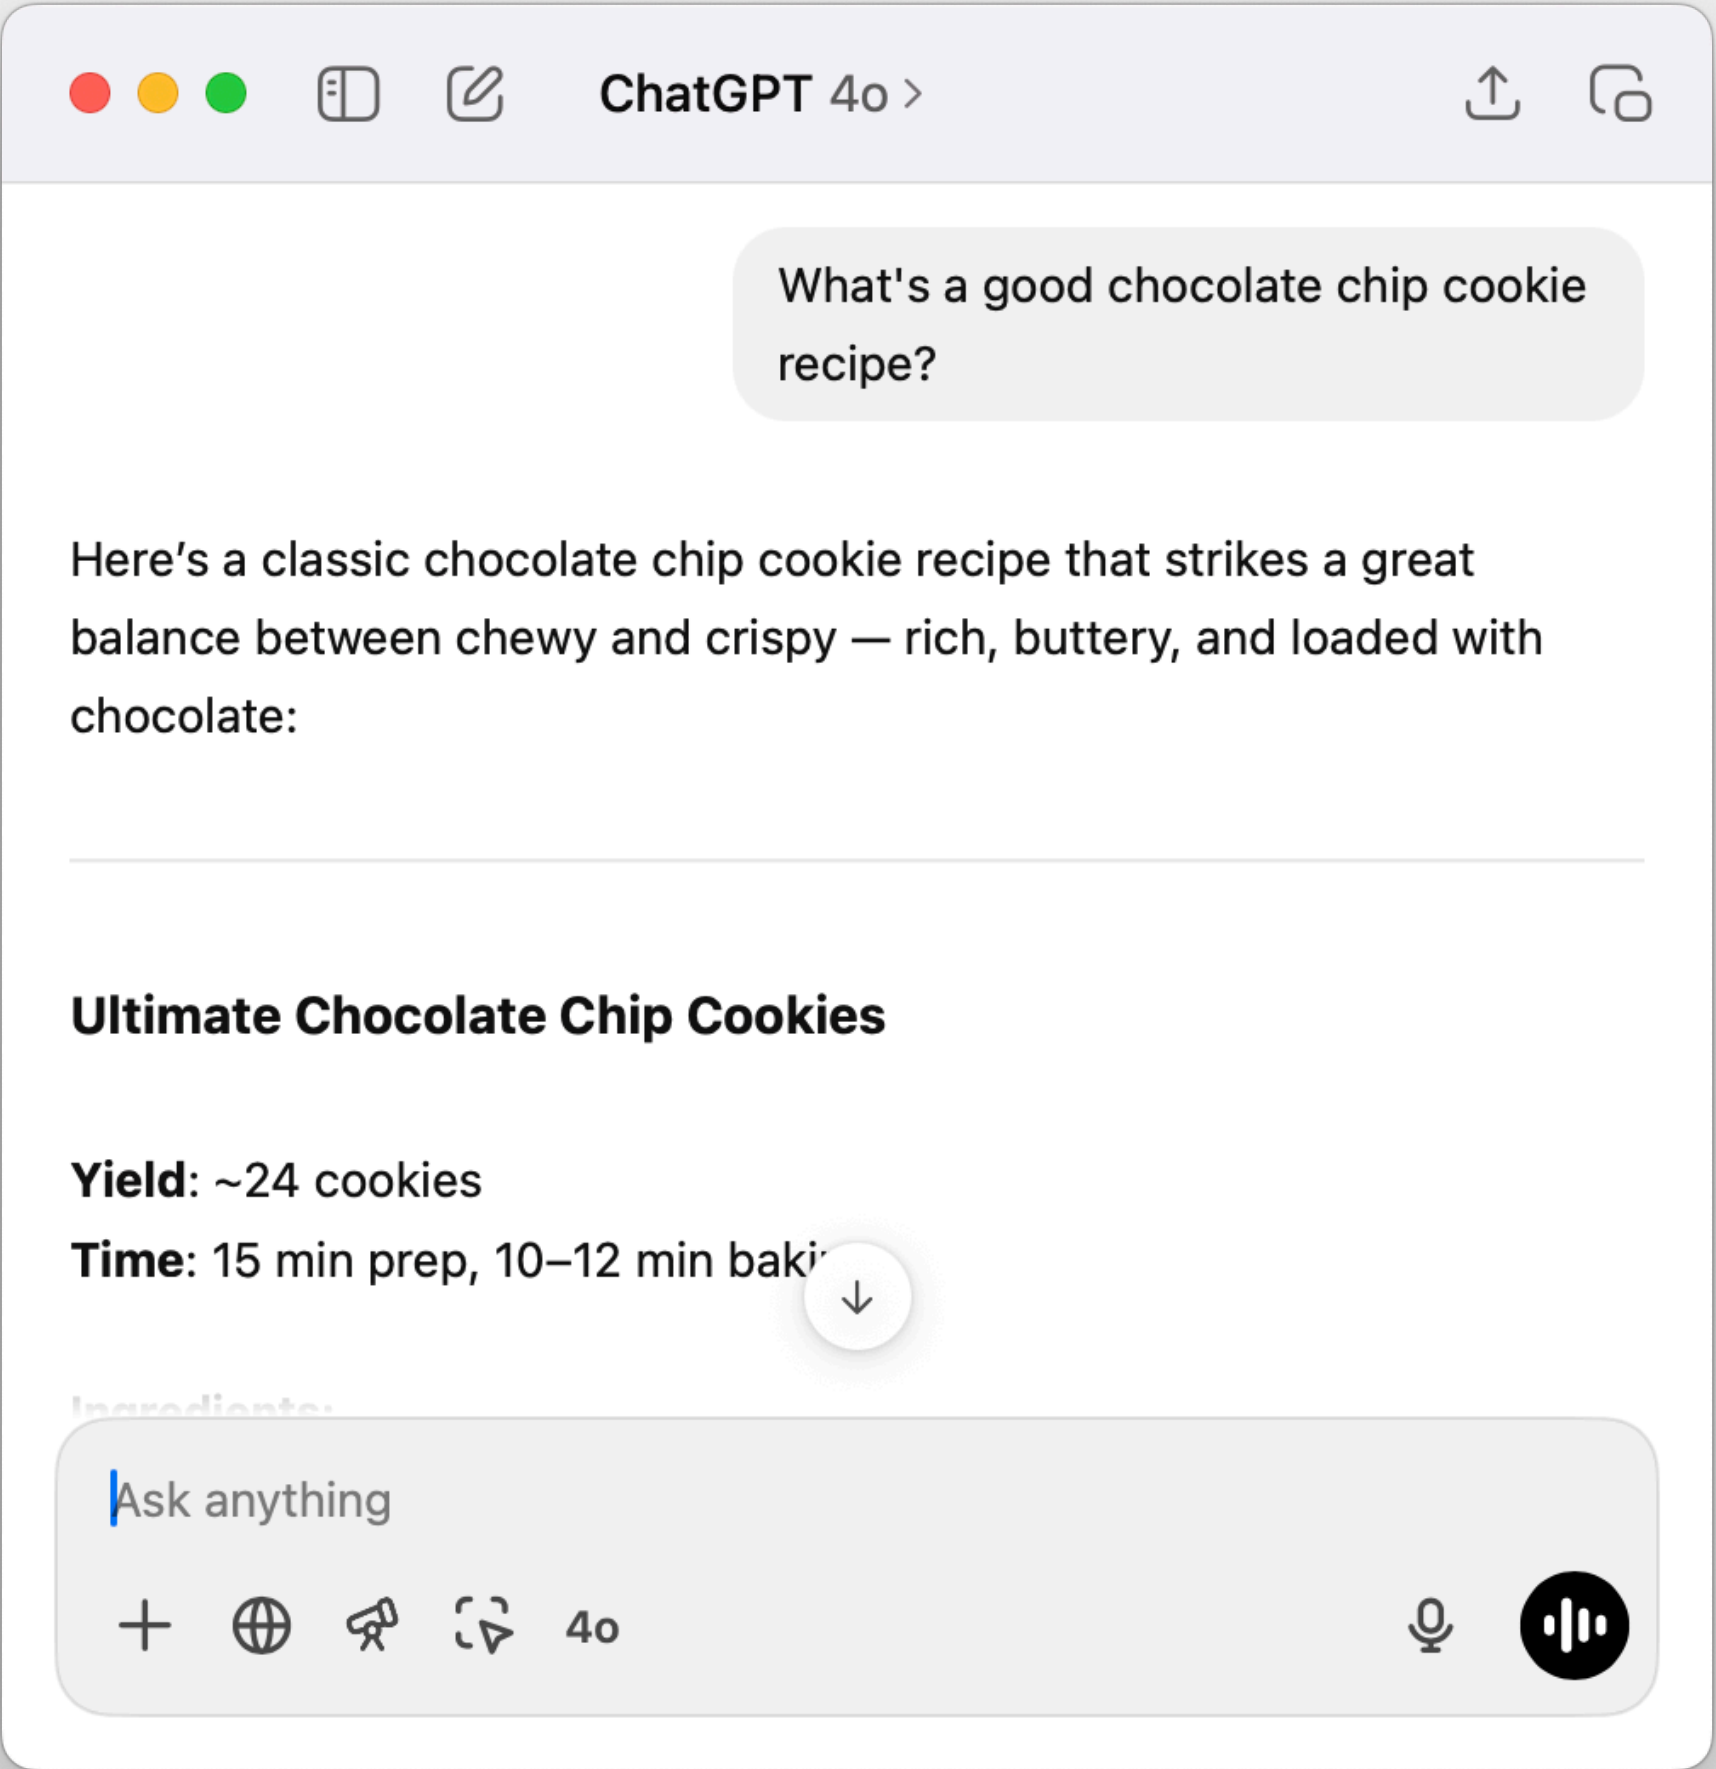 ChatGPT 4o >
What's a good chocolate chip cookie
recipe?
Here’s a classic chocolate chip cookie recipe that strikes a great
balance between chewy and crispy — rich, buttery, and loaded with
chocolate:
Ultimate Chocolate Chip Cookies
Yield: ~24 cookies
Time: 15 min prep, 10–12 min
Ingredients:
Ask anything
4o